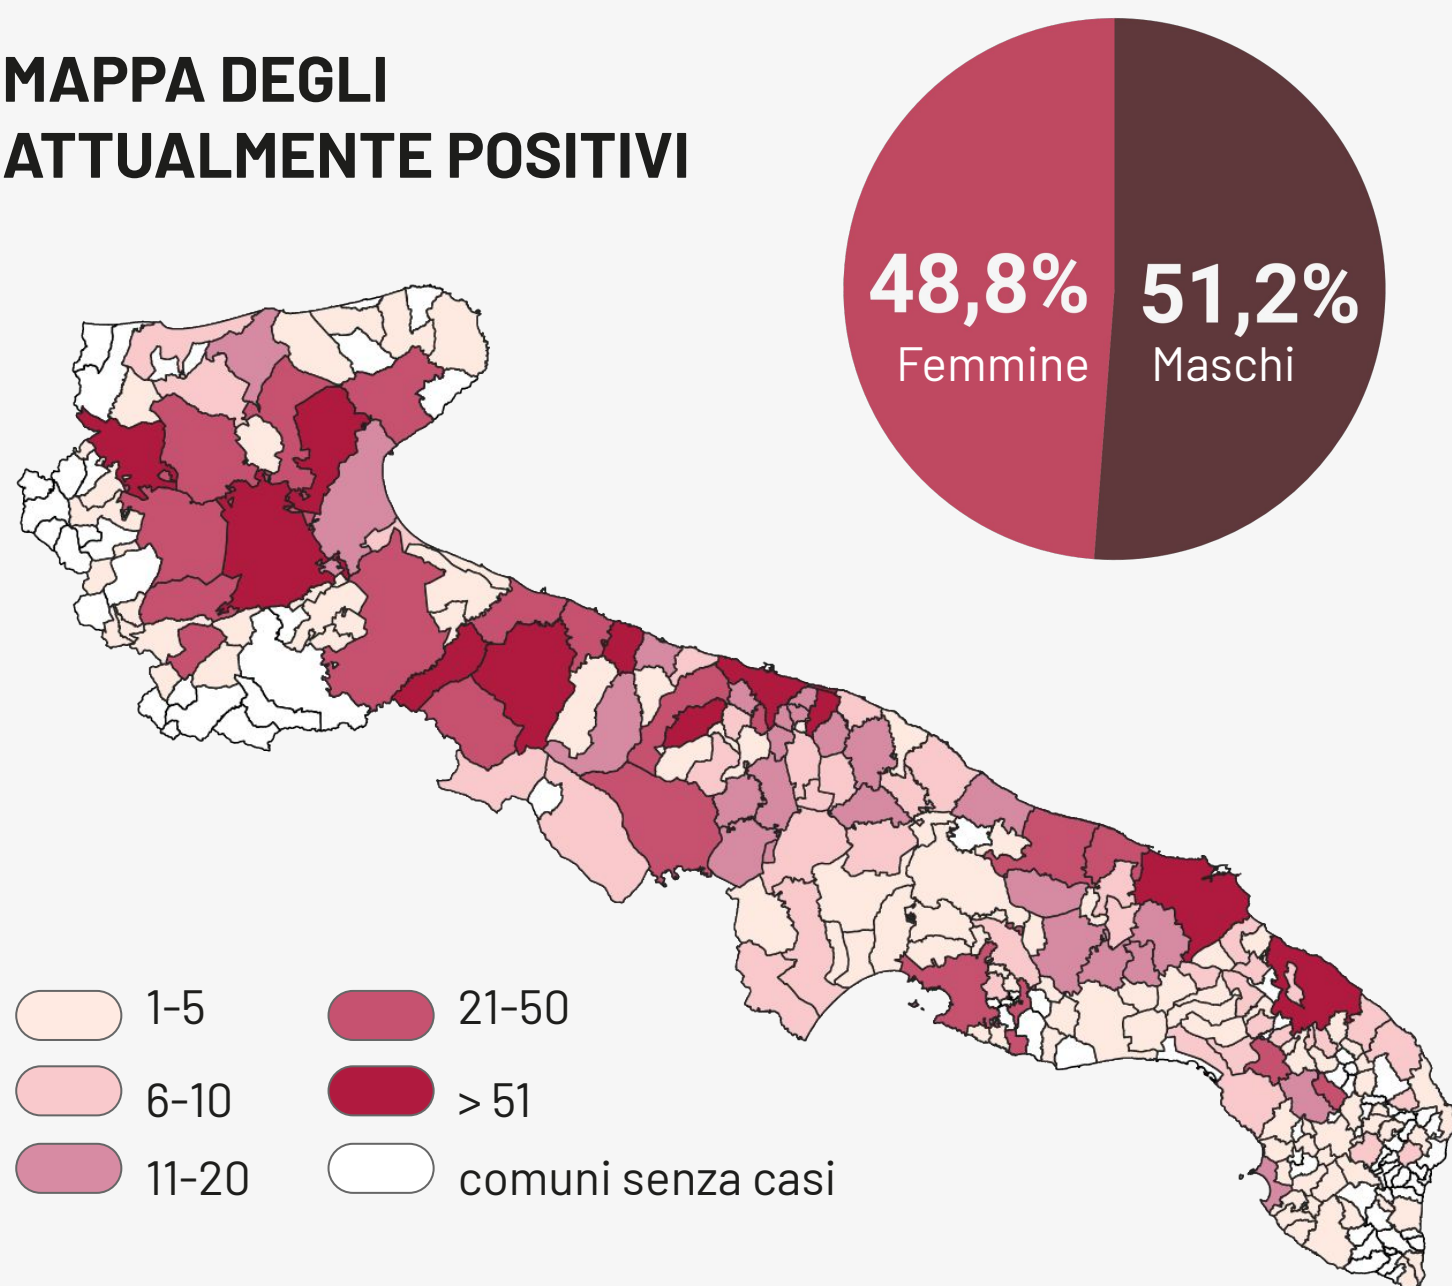 MAPPA DEGLI
ATTUALMENTE POSITIVI
48,8%
Femmine
51,2%
Maschi
1-5
6-10
11-20
21-50
> 51
comuni senza casi